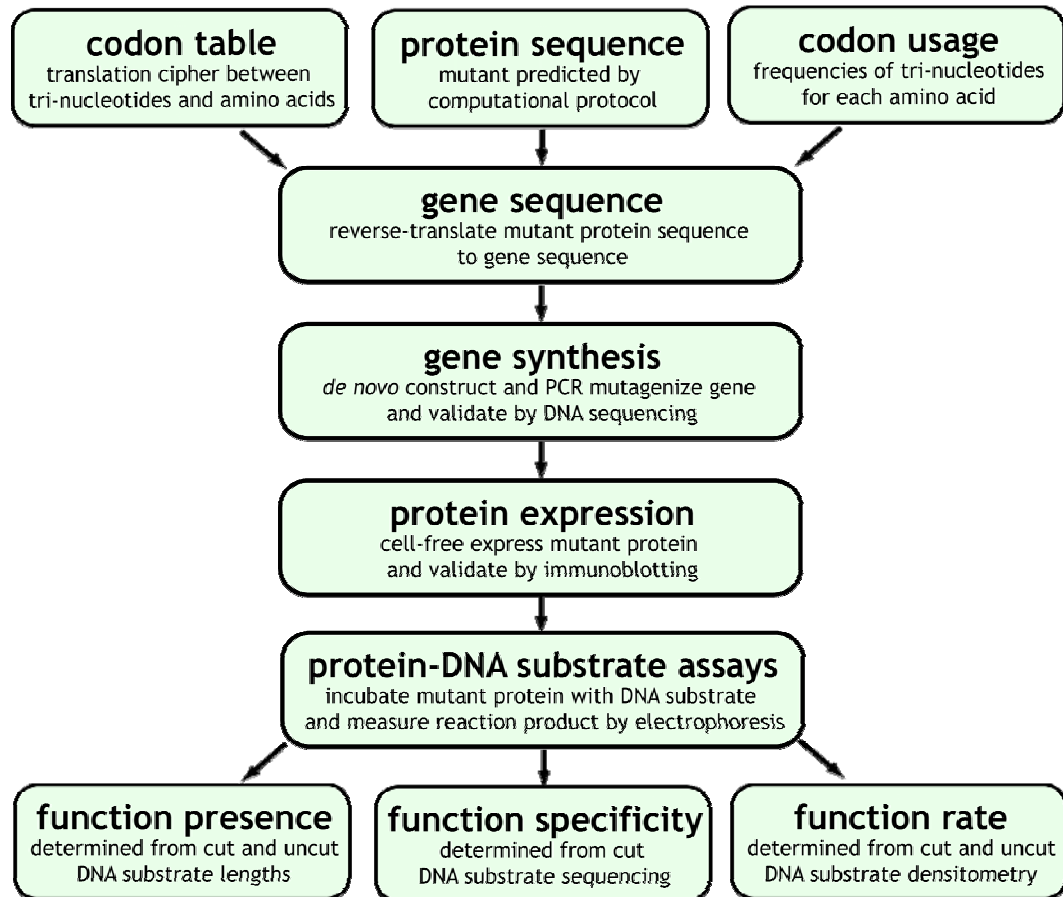 codon table
translation cipher between
tri-nucleotides and amino acids
protein sequence
mutant predicted by
computational protocol
codon usage
frequencies of tri-nucleotides
for each amino acid
gene sequence
reverse-translate mutant protein sequence
to gene sequence
gene synthesis
de novo construct and PCR mutagenize gene
and validate by DNA sequencing
protein expression
cell-free express mutant protein
and validate by immunoblotting
protein-DNA substrate assays
incubate mutant protein with DNA substrate
and measure reaction product by electrophoresis
function presence
determined from cut and uncut
DNA substrate lengths
function specificity
determined from cut
DNA substrate sequencing
function rate
determined from cut and uncut
DNA substrate densitometry